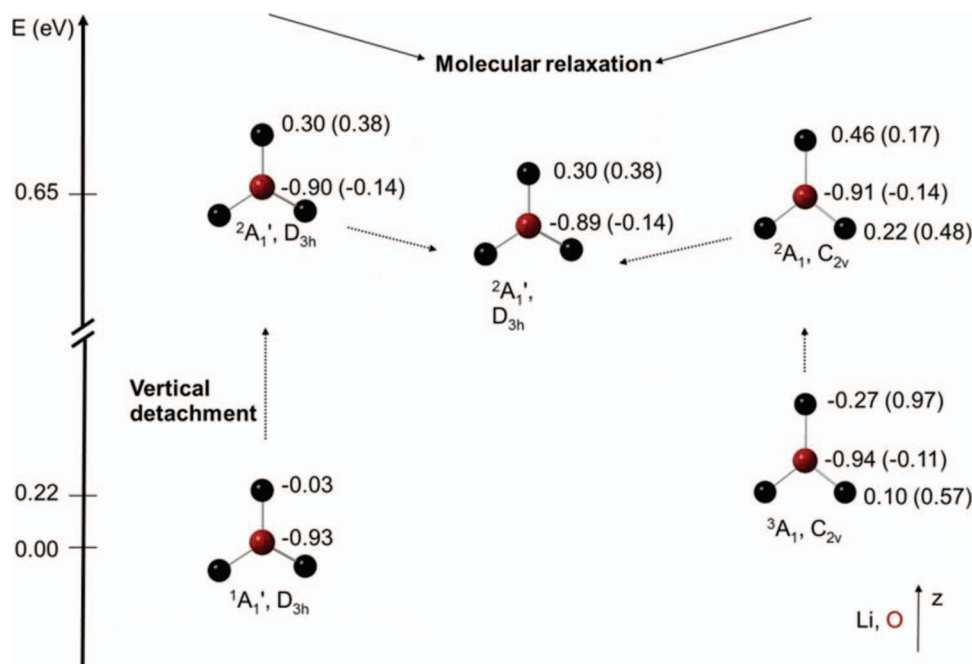 E (eV)
Molecular relaxation
0.30 (0.38)
-0.90 (-0.14)
²A₁', D₃ₕ
0.30 (0.38)
-0.89 (-0.14)
²A₁',
D₃ₕ
0.46 (0.17)
-0.91 (-0.14)
0.22 (0.48)
²A₁, C₂ᵥ
0.65
Vertical
detachment
-0.27 (0.97)
-0.94 (-0.11)
0.10 (0.57)
³A₁, C₂ᵥ
0.22
0.00
-0.03
-0.93
¹A₁', D₃ₕ
Li, O
z